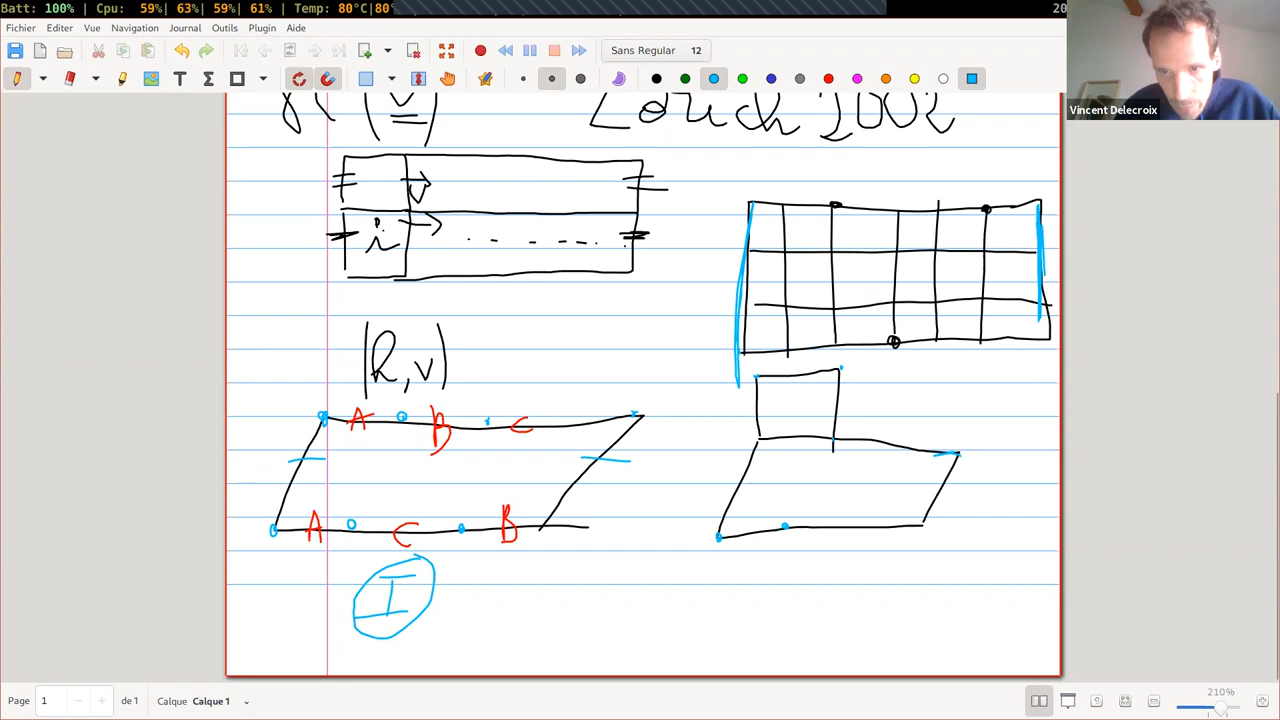 Batt: 100% | Cpu: 59%| 63%| 59%| 61% | Temp: 80°C|80°
20
Fichier Editer Vue Navigation Journal Outils Plugin Aide
Sans Regular 12
Vincent Delecroix
Zorich 2002
v
i
(R, v)
A B C
A C B
I
Page 1 de 1 Calque Calque 1
210%